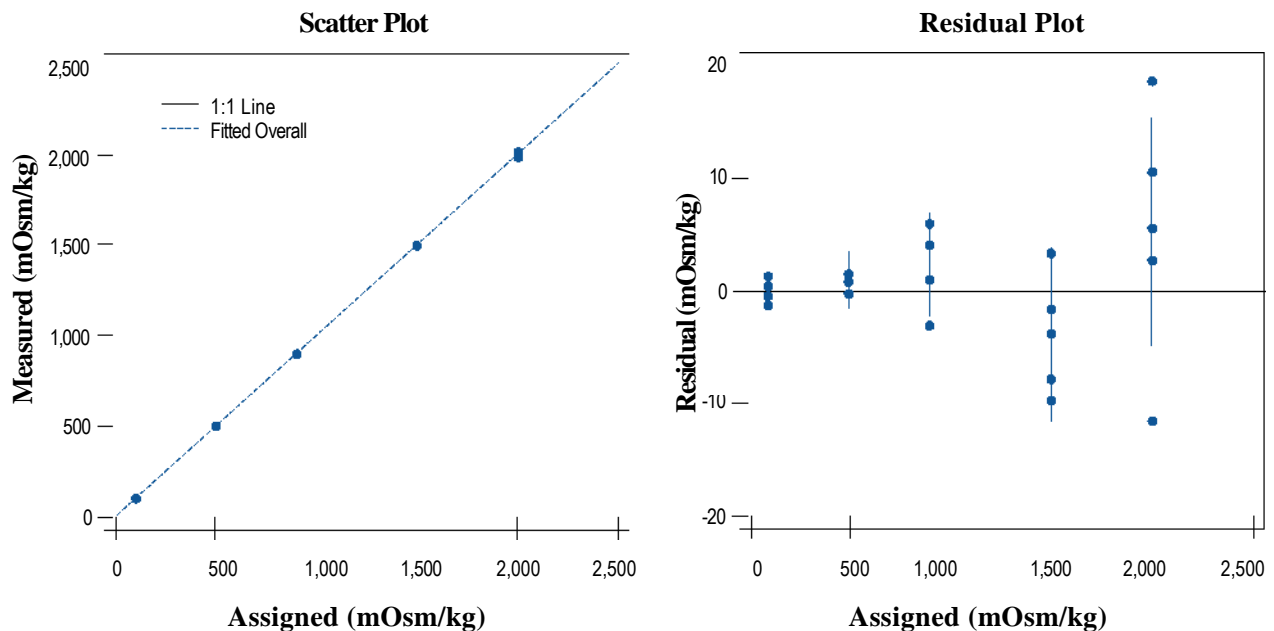 Scatter Plot
2,500
1:1 Line
Fitted Overall
2,000
1,500
1,000
500
0
Measured (mOsm/kg)
0 500 1,000 1,500 2,000 2,500
Assigned (mOsm/kg)
Residual Plot
20
10
0
-10
-20
Residual (mOsm/kg)
0 500 1,000 1,500 2,000 2,500
Assigned (mOsm/kg)